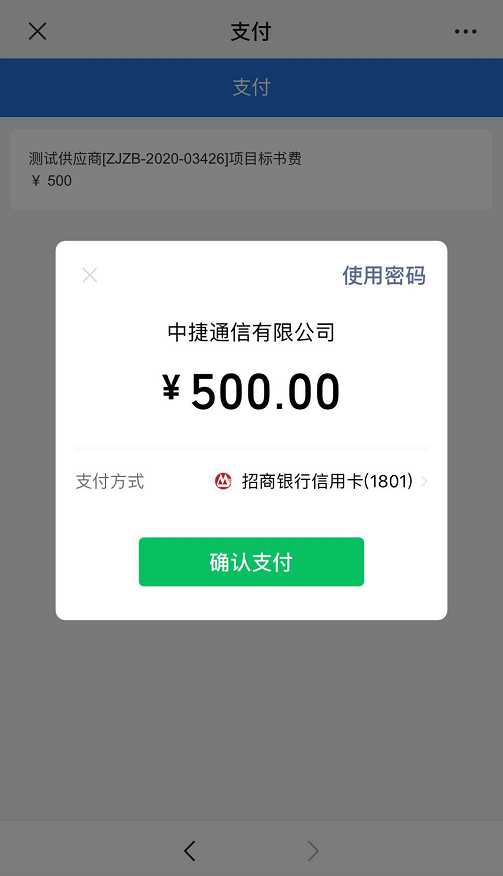 支付
支付
测试供应商[ZJZB-2020-03426]项目标书费
￥ 500
使用密码
中捷通信有限公司
¥500.00
支付方式 招商银行信用卡(1801)
确认支付